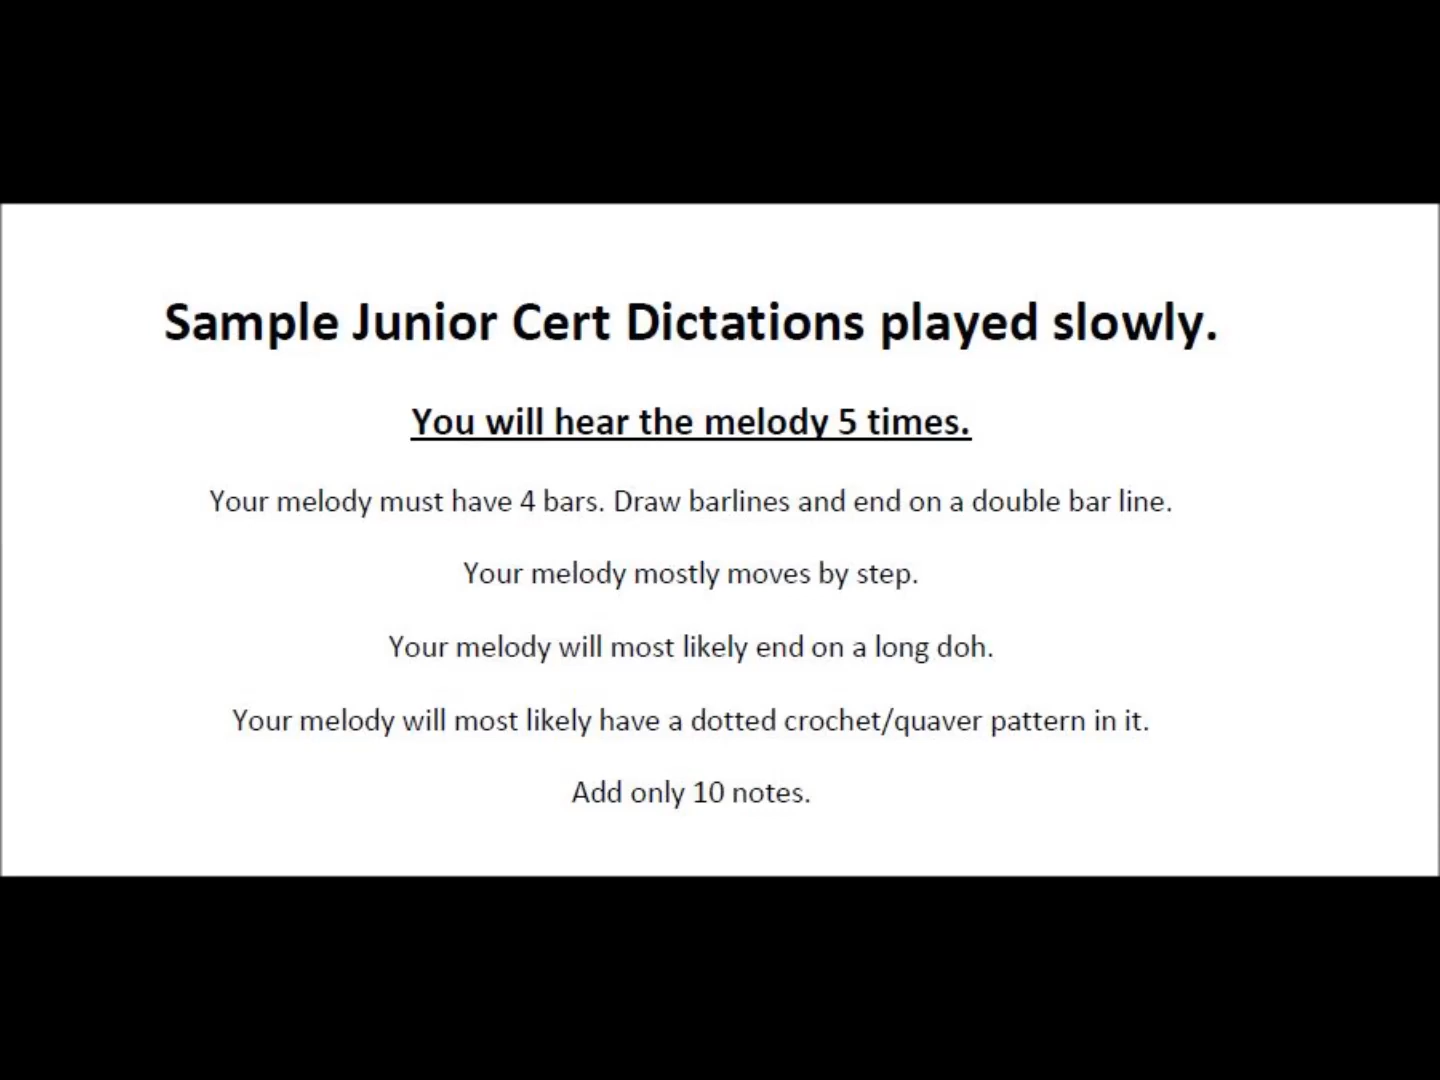 Sample Junior Cert Dictations played slowly.
You will hear the melody 5 times.
Your melody must have 4 bars. Draw barlines and end on a double bar line.
Your melody mostly moves by step.
Your melody will most likely end on a long doh.
Your melody will most likely have a dotted crochet/quaver pattern in it.
Add only 10 notes.